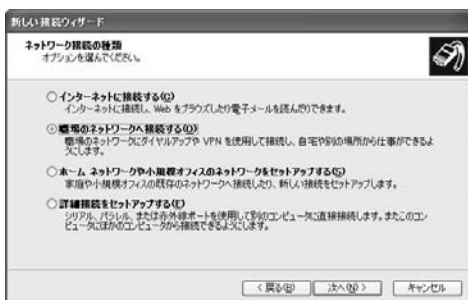 新しい接続ウィザード
ネットワーク接続の種類
オプションを選んでください。
インターネットに接続する(C)
インターネットに接続し、Web をブラウズしたり電子メールを読んだりできます。
職場のネットワークへ接続する(O)
職場のネットワークにダイヤルアップや VPN を使用して接続し、自宅や別の場所から仕事ができるよ
うにします。
ホーム ネットワークや小規模オフィスのネットワークをセットアップする(S)
家庭や小規模オフィスの既存のネットワークへ接続したり、新しい接続をセットアップします。
詳細接続をセットアップする(E)
シリアル、パラレル、または赤外線ポートを使用して別のコンピュータに直接接続します。またこのコン
ピュータにほかのコンピュータから接続できるようにします。
< 戻る(B) 次へ(N) > キャンセル